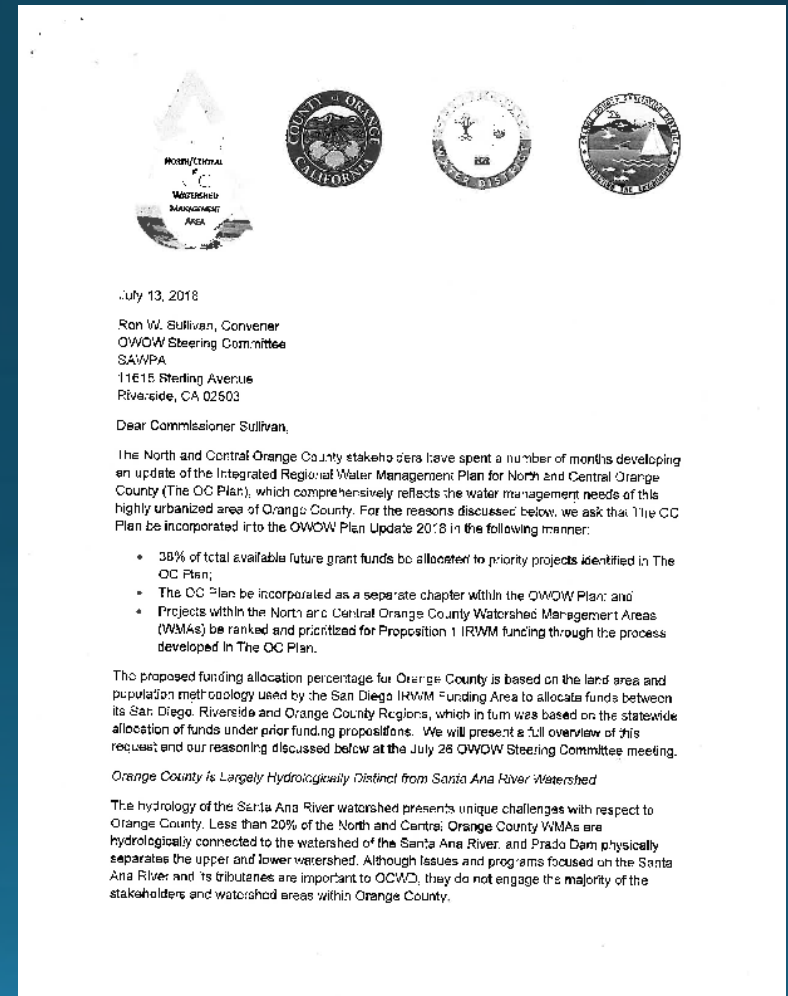 NORTH/CENTRAL
WATERSHED
MANAGEMENT
AREA
COUNTY of ORANGE
CALIFORNIA
WATER DISTRICT
ORANGE COUNTY SANITATION DISTRICT
July 13, 2018
Ron W. Sullivan, Convener
OWOW Steering Committee
SAWPA
11615 Sterling Avenue
Riverside, CA 02503
Dear Commissioner Sullivan,
The North and Central Orange County stakeholders have spent a number of months developing
an update of the Integrated Regional Water Management Plan for North and Central Orange
County (The OC Plan), which comprehensively reflects the water management needs of this
highly urbanized area of Orange County. For the reasons discussed below, we ask that The OC
Plan be incorporated into the OWOW Plan Update 2018 in the following manner:
• 38% of total available future grant funds be allocated to priority projects identified in The
OC Plan;
• The OC Plan be incorporated as a separate chapter within the OWOW Plan; and
• Projects within the North and Central Orange County Watershed Management Areas
(WMAs) be ranked and prioritized for Proposition 1 IRWM funding through the process
developed in The OC Plan.
The proposed funding allocation percentage for Orange County is based on the land area and
population methodology used by the San Diego IRWM Funding Area to allocate funds between
its San Diego, Riverside and Orange County Regions, which in turn was based on the statewide
allocation of funds under prior funding propositions. We will present a full overview of this
request and our reasoning discussed below at the July 26 OWOW Steering Committee meeting.
Orange County is Largely Hydrologically Distinct from Santa Ana River Watershed
The hydrology of the Santa Ana River watershed presents unique challenges with respect to
Orange County. Less than 20% of the North and Central Orange County WMAs are
hydrologically connected to the watershed of the Santa Ana River, and Prado Dam physically
separates the upper and lower watershed. Although issues and programs focused on the Santa
Ana River and its tributaries are important to OCWD, they do not engage the majority of the
stakeholders and watershed areas within Orange County.